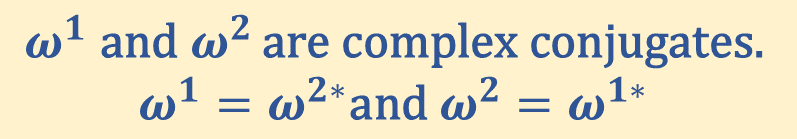 ω¹ and ω² are complex conjugates.
ω¹ = ω²* and ω² = ω¹*